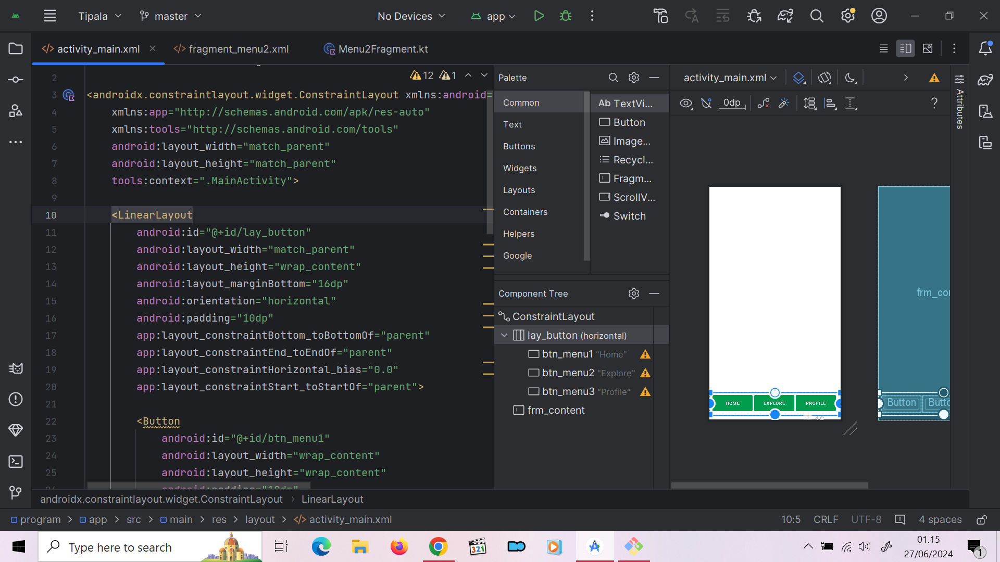 Tipala
master
No Devices
app
activity_main.xml
fragment_menu2.xml
Menu2Fragment.kt
12
1
2
3 <androidx.constraintlayout.widget.ConstraintLayout xmlns:android=
4 xmlns:app="http://schemas.android.com/apk/res-auto"
5 xmlns:tools="http://schemas.android.com/tools"
6 android:layout_width="match_parent"
7 android:layout_height="match_parent"
8 tools:context=".MainActivity">
9
10 <LinearLayout
11 android:id="@+id/lay_button"
12 android:layout_width="match_parent"
13 android:layout_height="wrap_content"
14 android:layout_marginBottom="16dp"
15 android:orientation="horizontal"
16 android:padding="10dp"
17 app:layout_constraintBottom_toBottomOf="parent"
18 app:layout_constraintEnd_toEndOf="parent"
19 app:layout_constraintHorizontal_bias="0.0"
20 app:layout_constraintStart_toStartOf="parent">
21
22 <Button
23 android:id="@+id/btn_menu1"
24 android:layout_width="wrap_content"
25 android:layout_height="wrap_content"
Palette
Common
Text
Buttons
Widgets
Layouts
Containers
Helpers
Google
Ab TextVi...
Button
Image...
Recycl...
Fragm...
ScrollV...
Switch
Component Tree
ConstraintLayout
lay_button (horizontal)
btn_menu1 "Home"
btn_menu2 "Explore"
btn_menu3 "Profile"
frm_content
activity_main.xml
0dp
?
Attributes
HOME
EXPLORE
PROFILE
16
frm_con
Button
Butto
androidx.constraintlayout.widget.ConstraintLayout > LinearLayout
program > app > src > main > res > layout > activity_main.xml
10:5
CRLF
UTF-8
4 spaces
Type here to search
321
01.15
27/06/2024
1